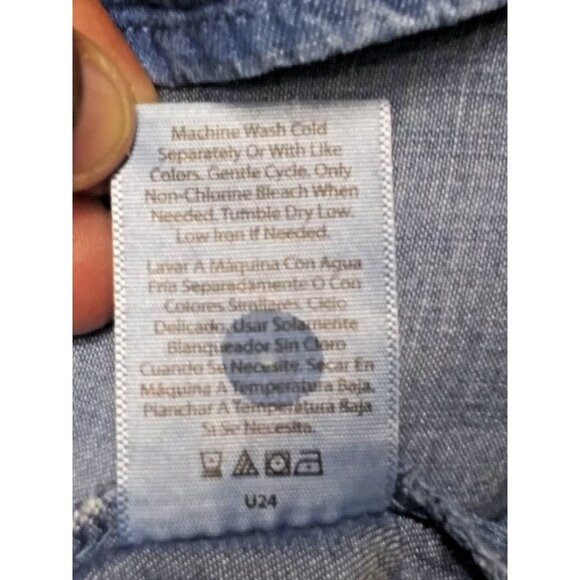 Machine Wash Cold
Separately Or With Like
Colors. Gentle Cycle. Only
Non-Chlorine Bleach When
Needed. Tumble Dry Low.
Low Iron If Needed.
Lavar A Máquina Con Agua
Fría Separadamente O Con
Colores Similares. Ciclo
Delicado. Usar Solamente
Blanqueador Sin Cloro
Cuando Se Necesite. Secar En
Máquina A Temperatura Baja.
Planchar A Temperatura Baja
Si Se Necesita.
U24